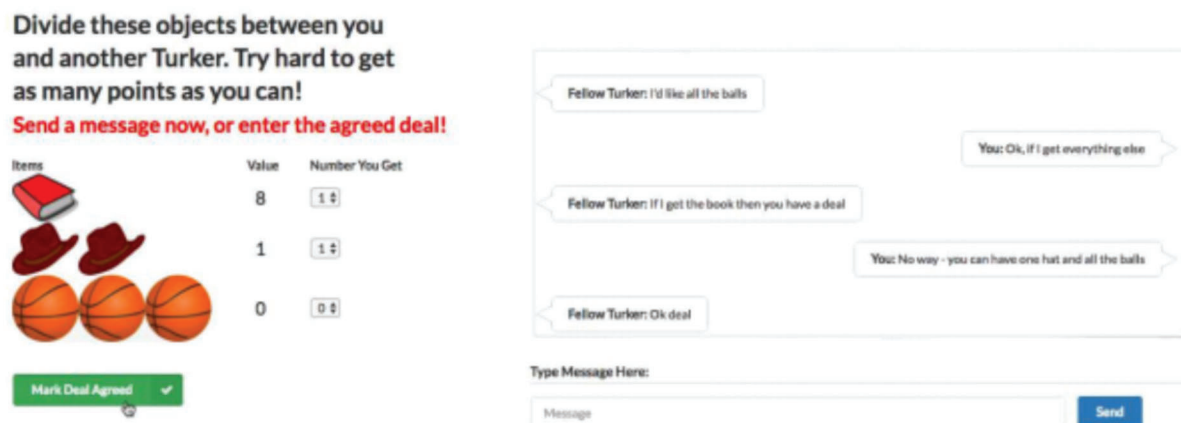 Divide these objects between you
and another Turker. Try hard to get
as many points as you can!
Send a message now, or enter the agreed deal!
Items Value Number You Get
8 1
1 1
0 0
Mark Deal Agreed
Fellow Turker: I'd like all the balls
You: Ok, if I get everything else
Fellow Turker: If I get the book then you have a deal
You: No way - you can have one hat and all the balls
Fellow Turker: Ok deal
Type Message Here:
Message
Send